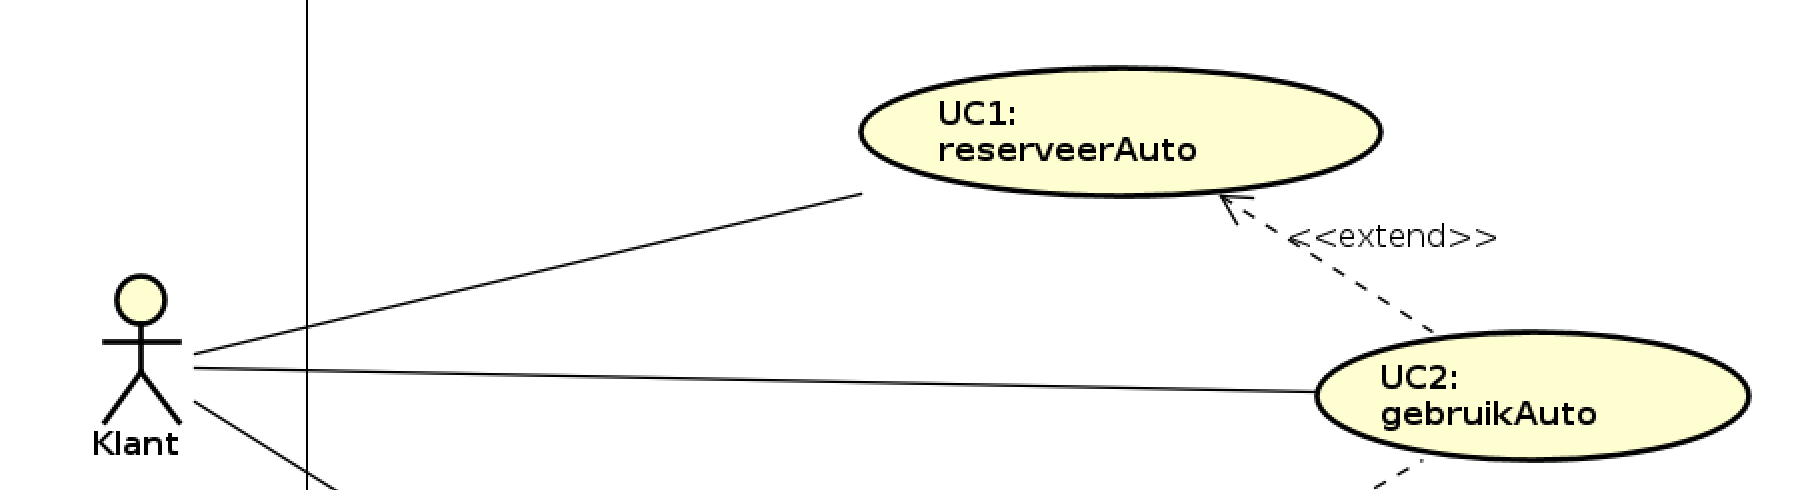 UC1:
reserveerAuto
<<extend>>
UC2:
gebruikAuto
Klant